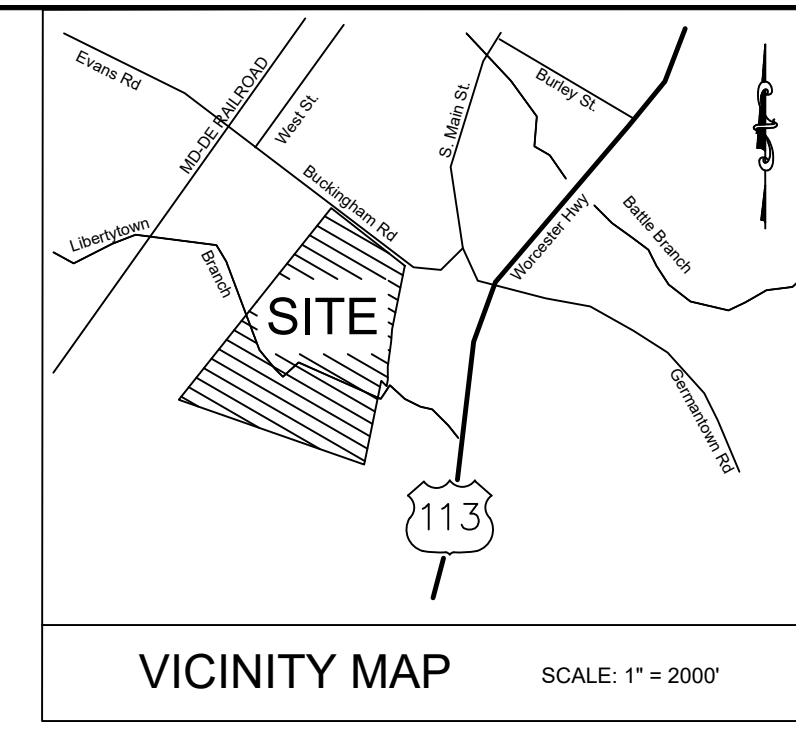 Evans Rd
MD-DE RAILROAD
West St.
S. Main St.
Burley St.
Buckingham Rd
Libertytown
Branch
Worcester Hwy
Battle Branch
SITE
Germantown Rd
113
VICINITY MAP
SCALE: 1" = 2000'